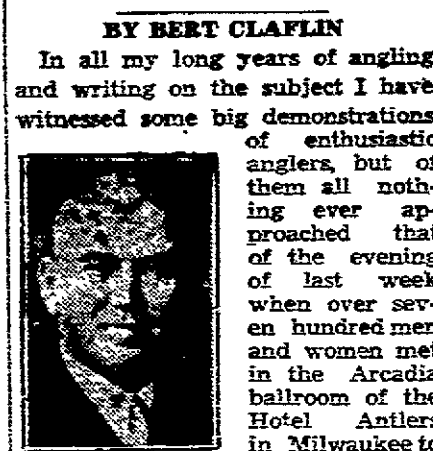 BY BERT CLAFLIN
In all my long years of angling
and writing on the subject I have
witnessed some big demonstrations
of enthusiastic
anglers, but of
them all noth-
ing ever ap-
proached that
of the evening
of last week
when over sev-
en hundred men
and women met
in the Arcadia
ballroom of the
Hotel Antlers
in Milwaukee to